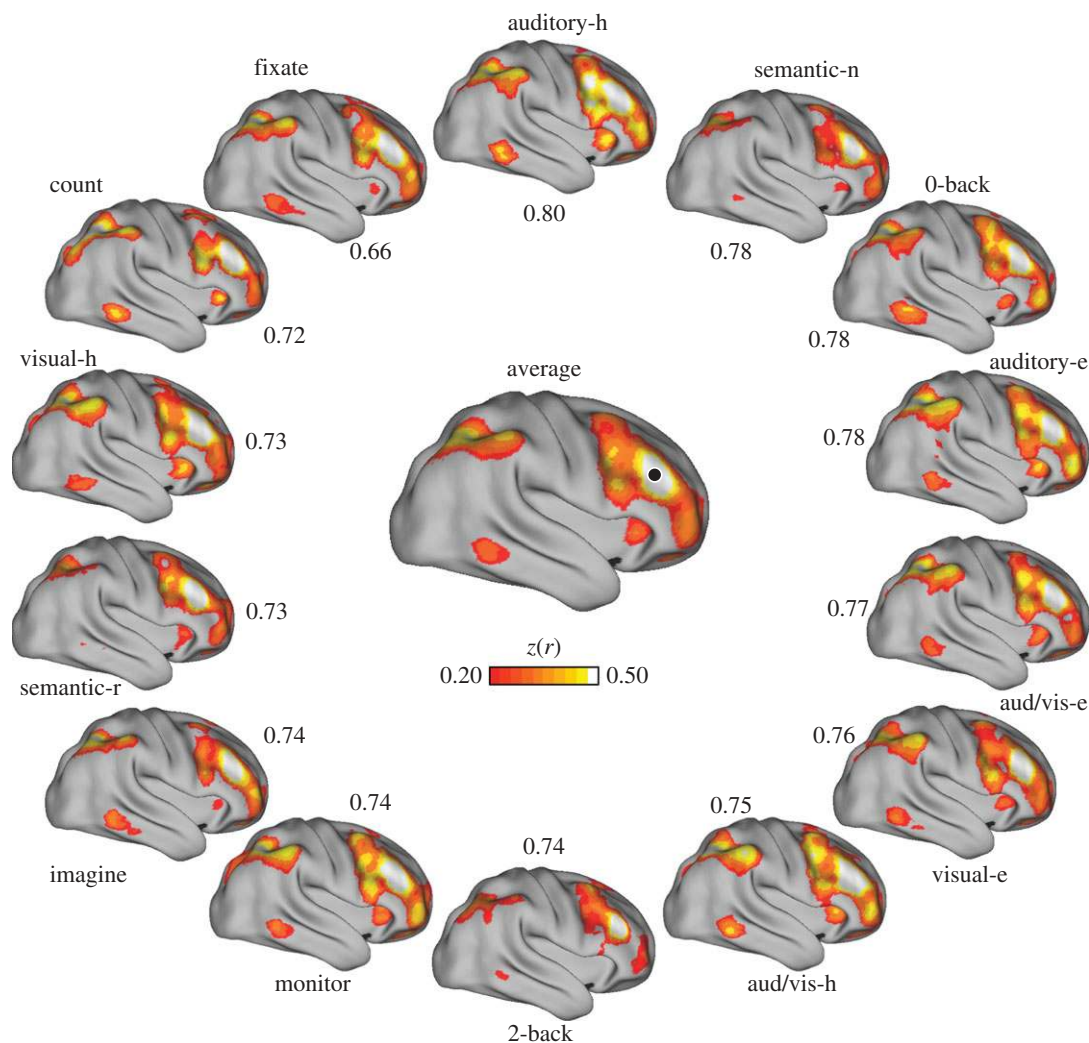 auditory-h
fixate
semantic-n
count
0-back
0.80
0.66
0.78
0.72
0.78
visual-h
average
auditory-e
0.73
0.78
0.73
0.77
z(r)
0.20
0.50
semantic-r
aud/vis-e
0.74
0.76
0.74
0.75
0.74
imagine
visual-e
monitor
aud/vis-h
2-back